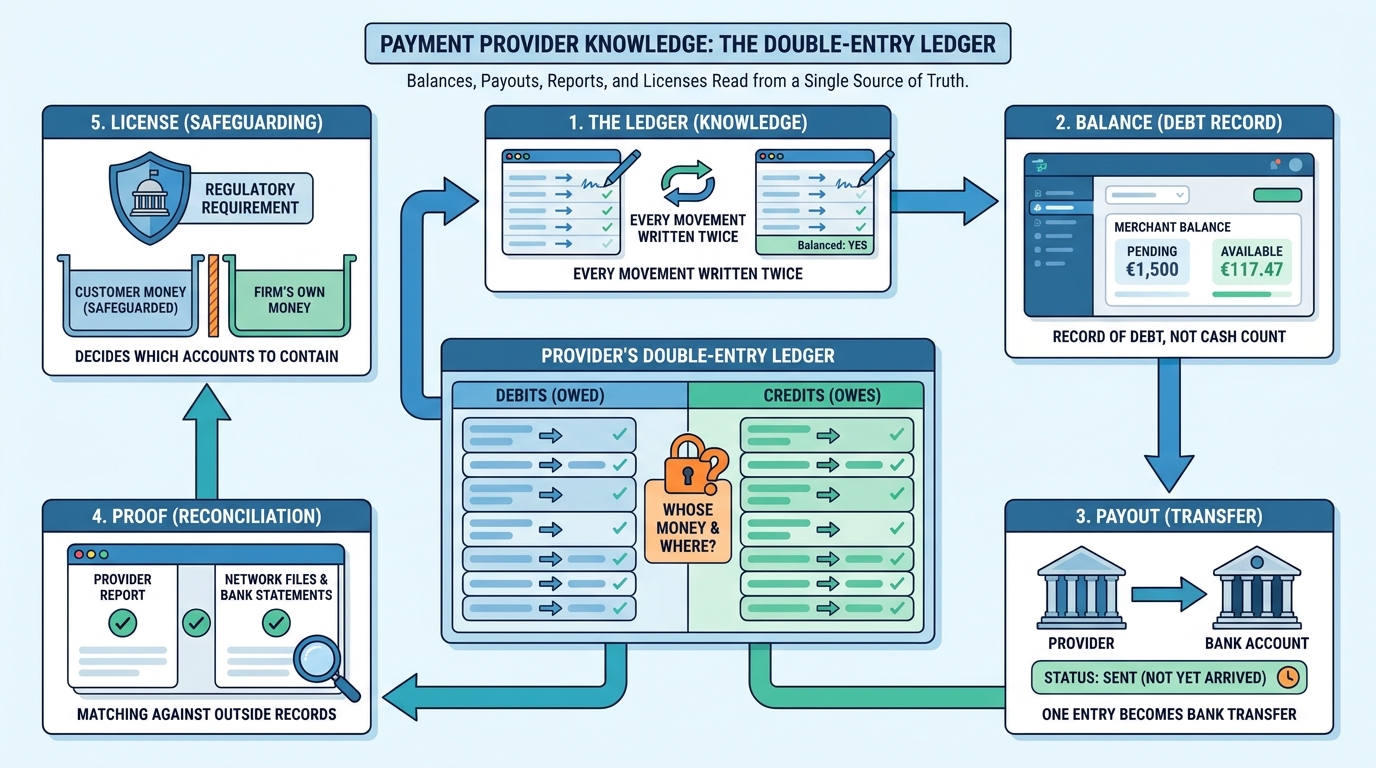 PAYMENT PROVIDER KNOWLEDGE: THE DOUBLE-ENTRY LEDGER
Balances, Payouts, Reports, and Licenses Read from a Single Source of Truth.
5. LICENSE (SAFEGUARDING)
REGULATORY
REQUIREMENT
CUSTOMER MONEY
(SAFEGUARDED)
FIRM'S OWN
MONEY
DECIDES WHICH ACCOUNTS TO CONTAIN
1. THE LEDGER (KNOWLEDGE)
EVERY MOVEMENT
WRITTEN TWICE
Balanced: YES
EVERY MOVEMENT WRITTEN TWICE
2. BALANCE (DEBT RECORD)
MERCHANT BALANCE
PENDING
€1,500
AVAILABLE
€117.47
RECORD OF DEBT, NOT CASH COUNT
PROVIDER'S DOUBLE-ENTRY LEDGER
DEBITS (OWED)
CREDITS (OWES)
WHOSE
MONEY &
WHERE?
4. PROOF (RECONCILIATION)
PROVIDER
REPORT
NETWORK FILES &
BANK STATEMENTS
MATCHING AGAINST OUTSIDE RECORDS
3. PAYOUT (TRANSFER)
PROVIDER
BANK ACCOUNT
STATUS: SENT (NOT YET ARRIVED)
ONE ENTRY BECOMES BANK TRANSFER